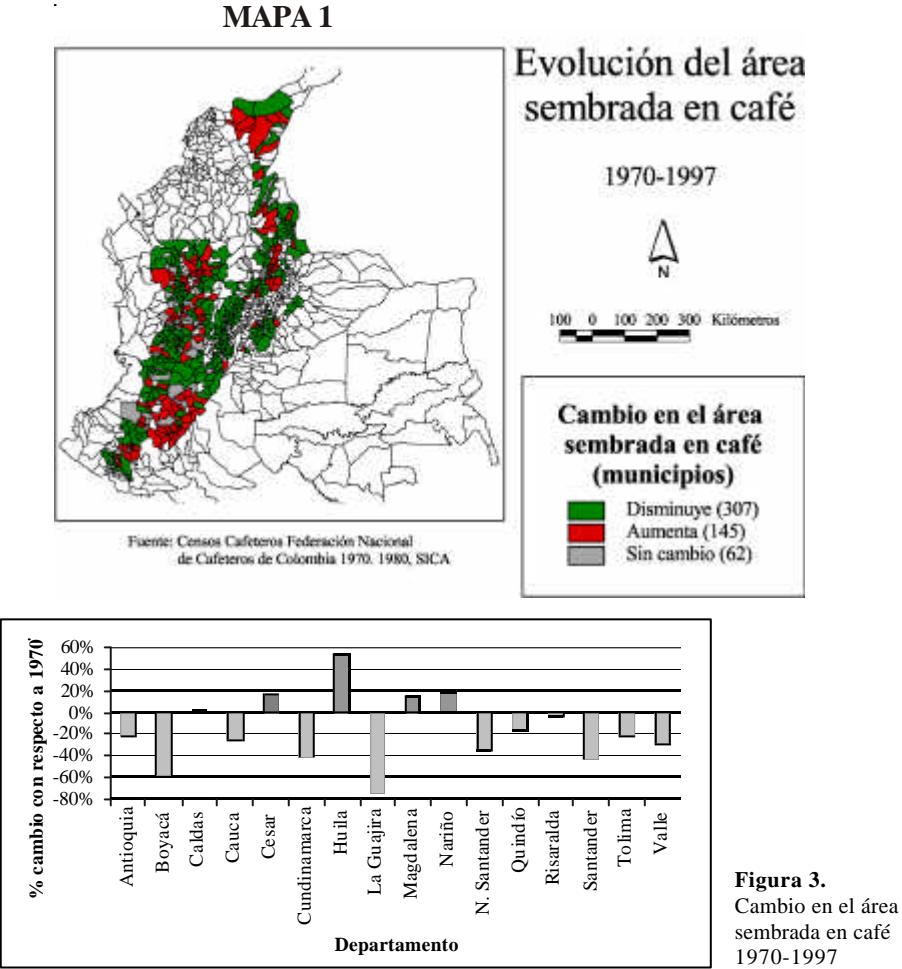 MAPA 1
Evolución del área
sembrada en café
1970-1997
N
100 0 100 200 300 Kilómetros
Cambio en el área
sembrada en café
(municipios)
Disminuye (307)
Aumenta (145)
Sin cambio (62)
Fuente: Censos Cafeteros Federación Nacional
de Cafeteros de Colombia 1970. 1980, SICA
% cambio con respecto a 1970
60%
40%
20%
0%
-20%
-40%
-60%
-80%
Antioquia
Boyacá
Caldas
Cauca
Cesar
Cundinamarca
Huila
La Guajira
Magdalena
Nariño
N. Santander
Quindío
Risaralda
Santander
Tolima
Valle
Departamento
Figura 3.
Cambio en el área
sembrada en café
1970-1997